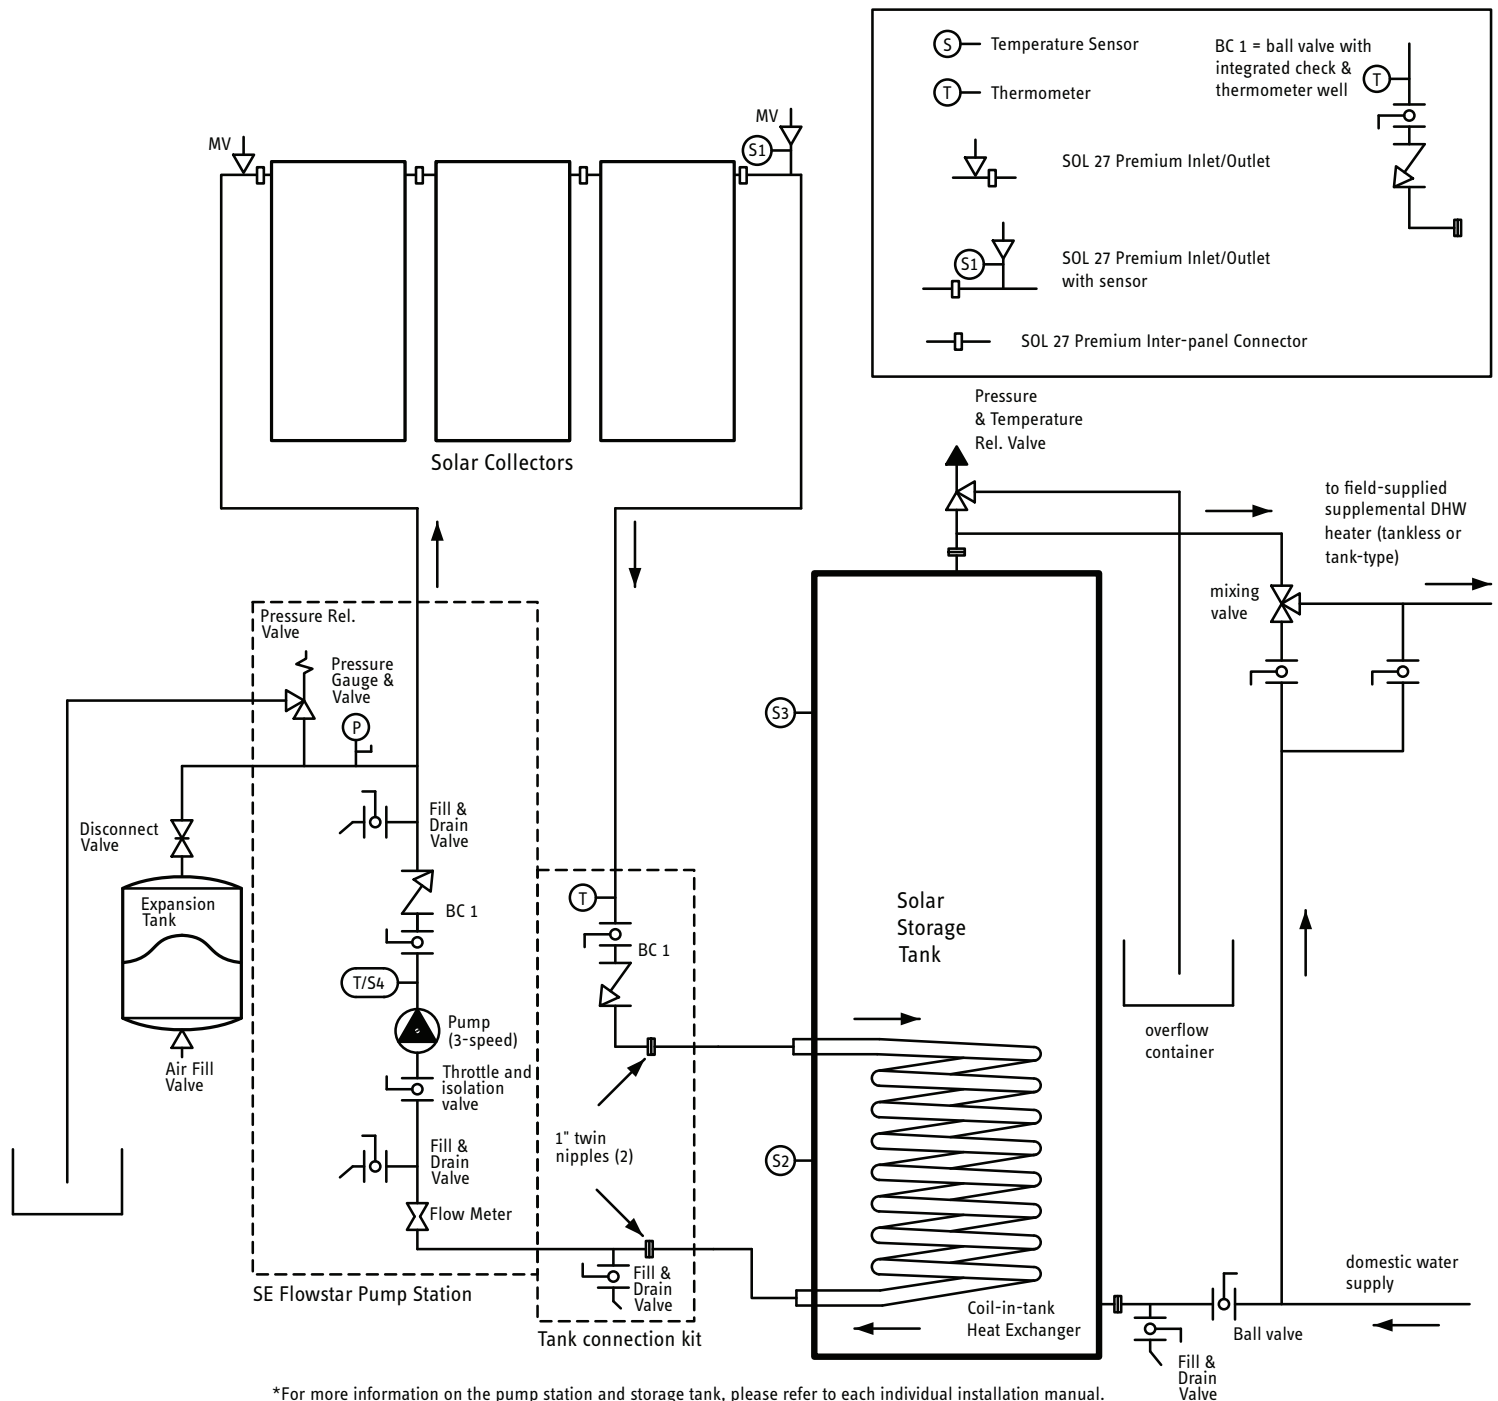 S
Temperature Sensor
T
Thermometer
BC 1 = ball valve with
integrated check &
thermometer well
T
SOL 27 Premium Inlet/Outlet
S1
SOL 27 Premium Inlet/Outlet
with sensor
SOL 27 Premium Inter-panel Connector
MV
MV
S1
Solar Collectors
Pressure
& Temperature
Rel. Valve
to field-supplied
supplemental DHW
heater (tankless or
tank-type)
mixing
valve
Pressure Rel.
Valve
Pressure
Gauge &
Valve
P
S3
Disconnect
Valve
Fill &
Drain
Valve
Expansion
Tank
BC 1
T
BC 1
Solar
Storage
Tank
T/S4
Pump
(3-speed)
Air Fill
Valve
Throttle and
isolation
valve
overflow
container
1" twin
nipples (2)
Fill &
Drain
Valve
S2
Flow Meter
Fill &
Drain
Valve
SE Flowstar Pump Station
Tank connection kit
Coil-in-tank
Heat Exchanger
domestic water
supply
Ball valve
Fill &
Drain
Valve
*For more information on the pump station and storage tank, please refer to each individual installation manual.